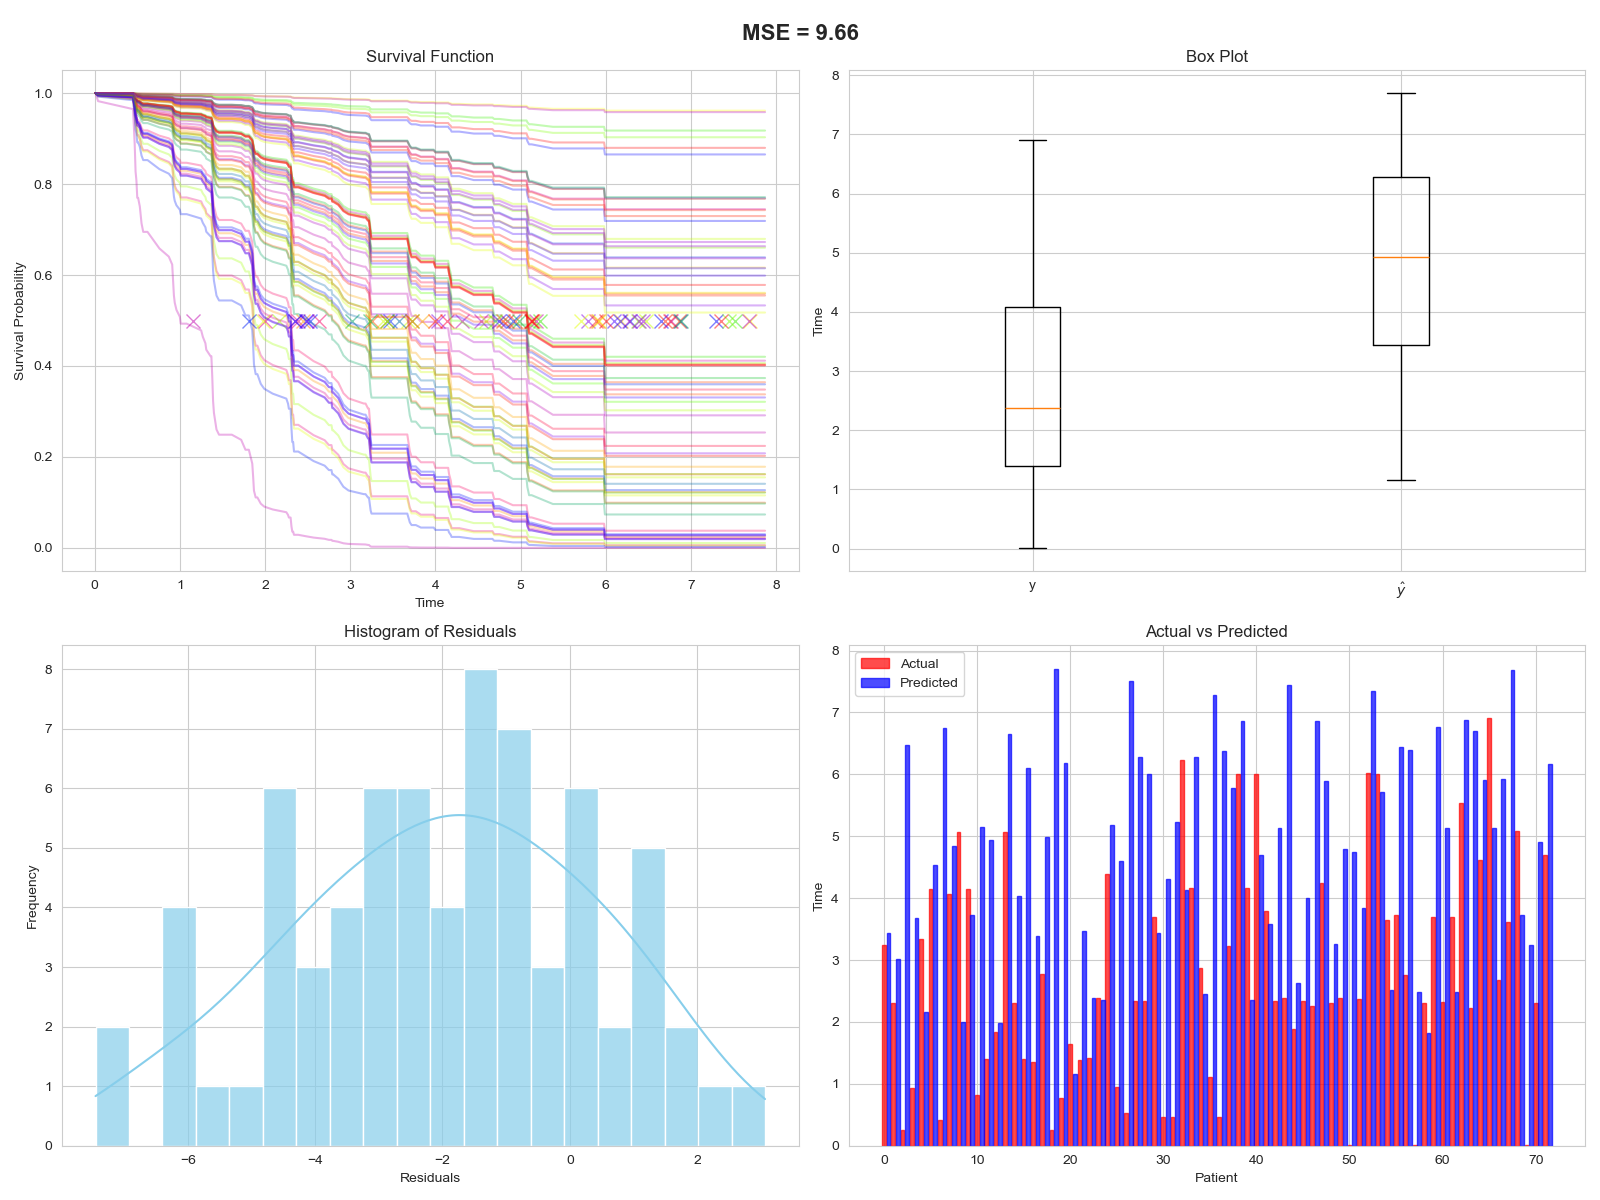 MSE = 9.66
Survival Function
Survival Probability
1.0
0.8
0.6
0.4
0.2
0.0
0 1 2 3 4 5 6 7 8
Time
Box Plot
Time
8
7
6
5
4
3
2
1
0
y ŷ
Histogram of Residuals
Frequency
8
7
6
5
4
3
2
1
0
−6 −4 −2 0 2
Residuals
Actual vs Predicted
Actual
Predicted
Time
8
7
6
5
4
3
2
1
0
0 10 20 30 40 50 60 70
Patient